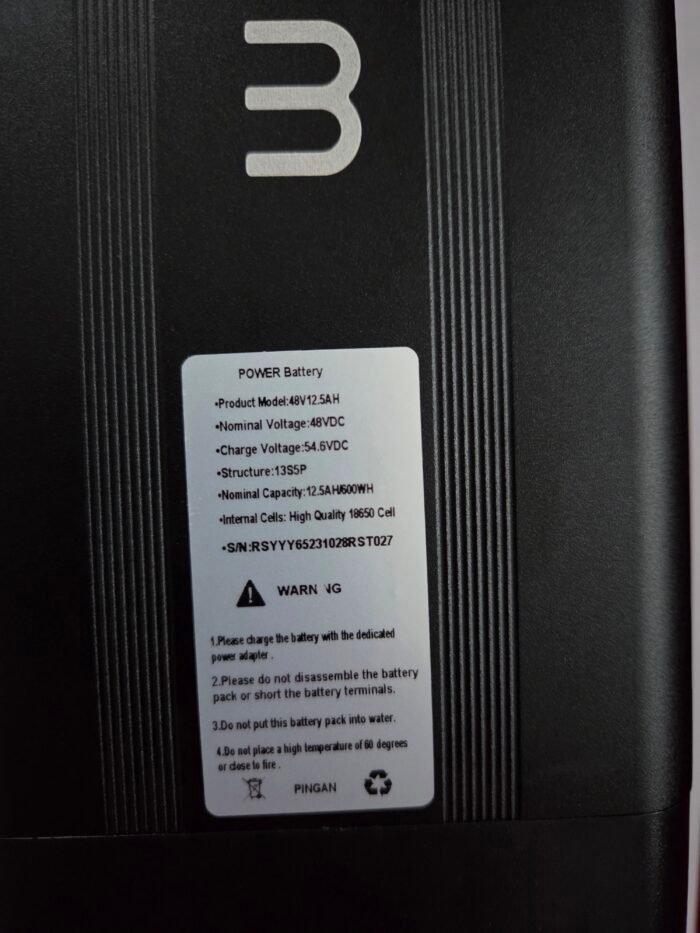 POWER Battery
•Product Model:48V12.5AH
•Nominal Voltage:48VDC
•Charge Voltage:54.6VDC
•Structure:13S5P
•Nominal Capacity:12.5AH/600WH
•Internal Cells: High Quality 18650 Cell
•S/N:RSYYY65231028RST027
WARN NG
1.Please charge the battery with the dedicated
power adapter .
2.Please do not disassemble the battery
pack or short the battery terminals.
3.Do not put this battery pack into water.
4.Do not place a high temperature of 60 degrees
or close to fire .
PINGAN